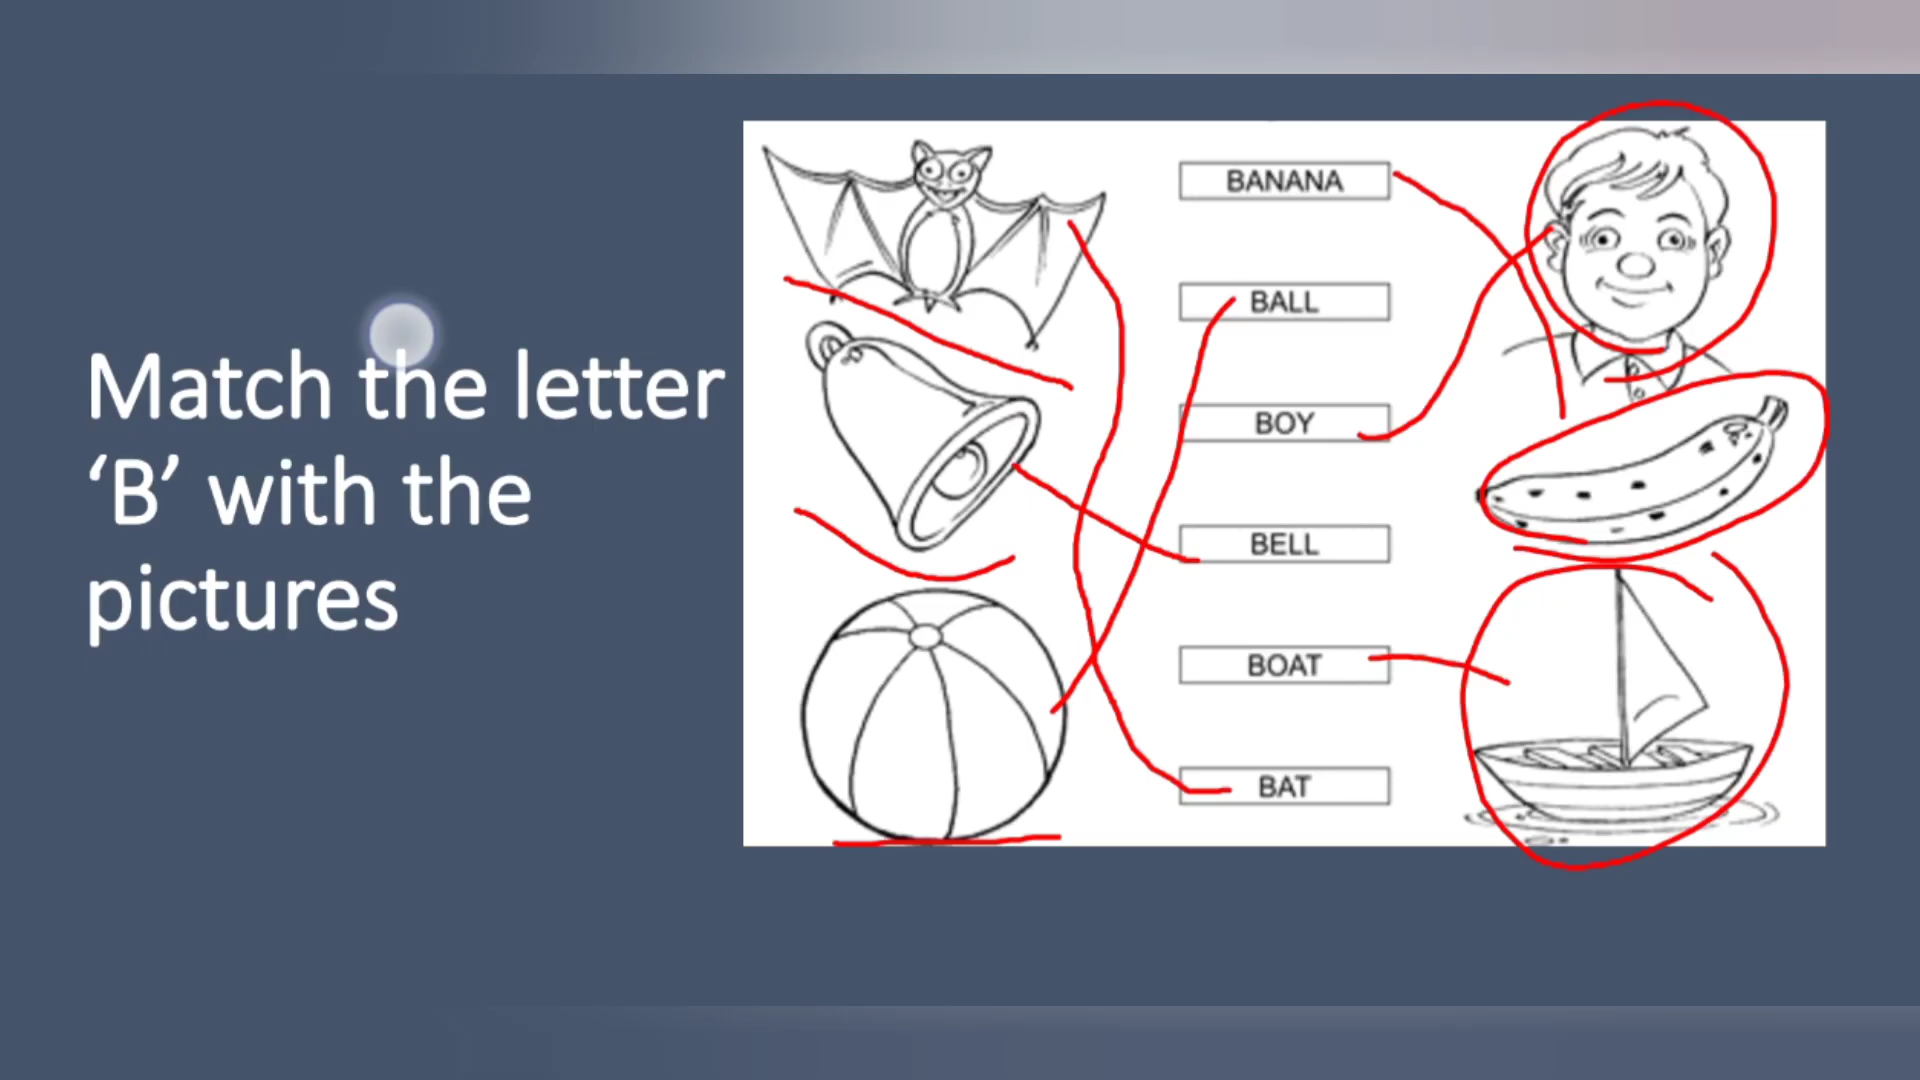 Match the letter
‘B’ with the
pictures
BANANA
BALL
BOY
BELL
BOAT
BAT